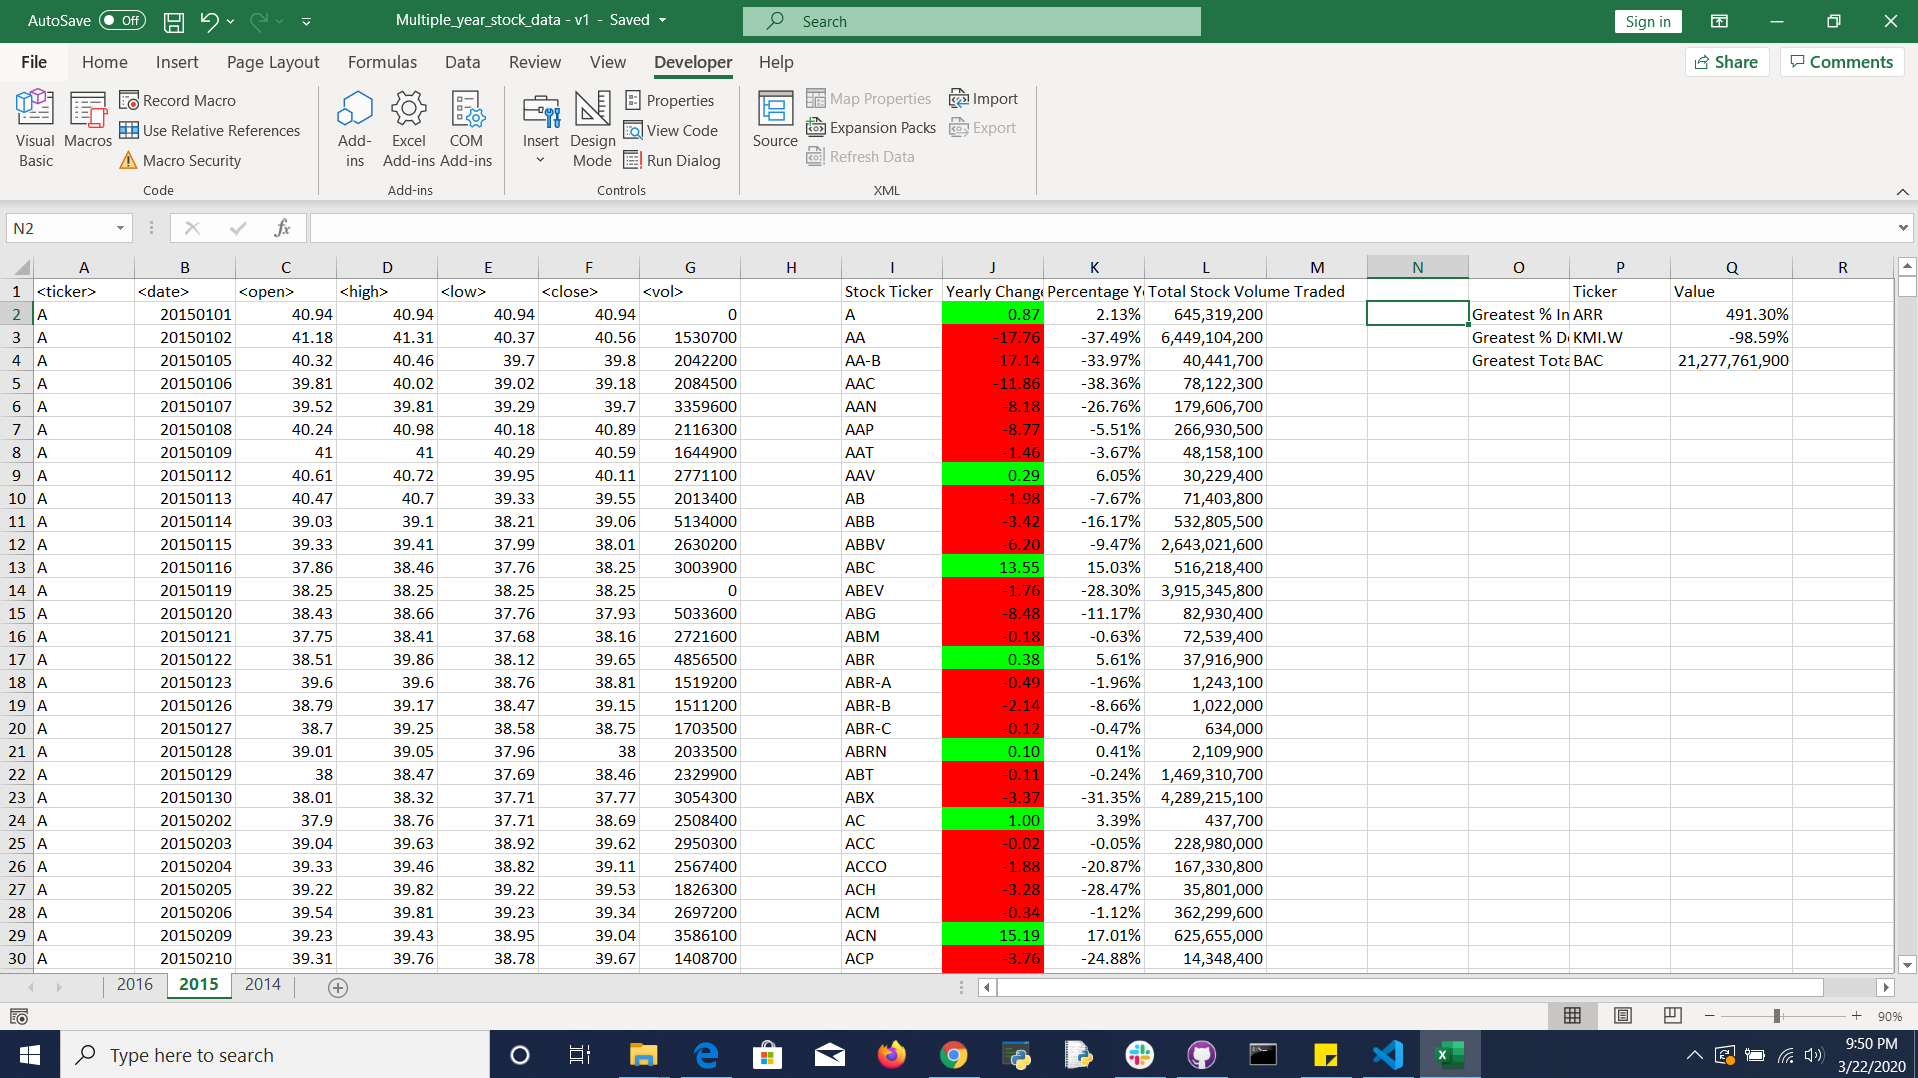 AutoSave Off Multiple_year_stock_data - v1 - Saved Search Sign in
File Home Insert Page Layout Formulas Data Review View Developer Help Share Comments
Visual Basic Macros Record Macro Use Relative References Macro Security Code
Add-ins Excel Add-ins COM Add-ins Add-ins
Insert Design Mode Properties View Code Run Dialog Controls
Source Map Properties Expansion Packs Refresh Data Import Export XML
N2 fx
A B C D E F G H I J K L M N O P Q R
1 <ticker> <date> <open> <high> <low> <close> <vol> Stock Ticker Yearly Change Percentage Y Total Stock Volume Traded Ticker Value
2 A 20150101 40.94 40.94 40.94 40.94 0 A 0.87 2.13% 645,319,200 Greatest % In ARR 491.30%
3 A 20150102 41.18 41.31 40.37 40.56 1530700 AA -17.76 -37.49% 6,449,104,200 Greatest % De KMI.W -98.59%
4 A 20150105 40.32 40.46 39.7 39.8 2042200 AA-B -17.14 -33.97% 40,441,700 Greatest Tota BAC 21,277,761,900
5 A 20150106 39.81 40.02 39.02 39.18 2084500 AAC -11.86 -38.36% 78,122,300
6 A 20150107 39.52 39.81 39.29 39.7 3359600 AAN -8.18 -26.76% 179,606,700
7 A 20150108 40.24 40.98 40.18 40.89 2116300 AAP -8.77 -5.51% 266,930,500
8 A 20150109 41 41 40.29 40.59 1644900 AAT -1.46 -3.67% 48,158,100
9 A 20150112 40.61 40.72 39.95 40.11 2771100 AAV 0.29 6.05% 30,229,400
10 A 20150113 40.47 40.7 39.33 39.55 2013400 AB -1.98 -7.67% 71,403,800
11 A 20150114 39.03 39.1 38.21 39.06 5134000 ABB -3.42 -16.17% 532,805,500
12 A 20150115 39.33 39.41 37.99 38.01 2630200 ABBV -6.20 -9.47% 2,643,021,600
13 A 20150116 37.86 38.46 37.76 38.25 3003900 ABC 13.55 15.03% 516,218,400
14 A 20150119 38.25 38.25 38.25 38.25 0 ABEV -1.76 -28.30% 3,915,345,800
15 A 20150120 38.43 38.66 37.76 37.93 5033600 ABG -8.48 -11.17% 82,930,400
16 A 20150121 37.75 38.41 37.68 38.16 2721600 ABM -0.18 -0.63% 72,539,400
17 A 20150122 38.51 39.86 38.12 39.65 4856500 ABR 0.38 5.61% 37,916,900
18 A 20150123 39.6 39.6 38.76 38.81 1519200 ABR-A -0.49 -1.96% 1,243,100
19 A 20150126 38.79 39.17 38.47 39.15 1511200 ABR-B -2.14 -8.66% 1,022,000
20 A 20150127 38.7 39.25 38.58 38.75 1703500 ABR-C -0.12 -0.47% 634,000
21 A 20150128 39.01 39.05 37.96 38 2033500 ABRN 0.10 0.41% 2,109,900
22 A 20150129 38 38.47 37.69 38.46 2329900 ABT -0.11 -0.24% 1,469,310,700
23 A 20150130 38.01 38.32 37.71 37.77 3054300 ABX -3.37 -31.35% 4,289,215,100
24 A 20150202 37.9 38.76 37.71 38.69 2508400 AC 1.00 3.39% 437,700
25 A 20150203 39.04 39.63 38.92 39.62 2950300 ACC -0.02 -0.05% 228,980,000
26 A 20150204 39.33 39.46 38.82 39.11 2567400 ACCO -1.88 -20.87% 167,330,800
27 A 20150205 39.22 39.82 39.22 39.53 1826300 ACH -3.28 -28.47% 35,801,000
28 A 20150206 39.54 39.81 39.23 39.34 2697200 ACM -0.34 -1.12% 362,299,600
29 A 20150209 39.23 39.43 38.95 39.04 3586100 ACN 15.19 17.01% 625,655,000
30 A 20150210 39.31 39.76 38.78 39.67 1408700 ACP -3.76 -24.88% 14,348,400
2016 2015 2014
90%
Type here to search 9:50 PM
3/22/2020